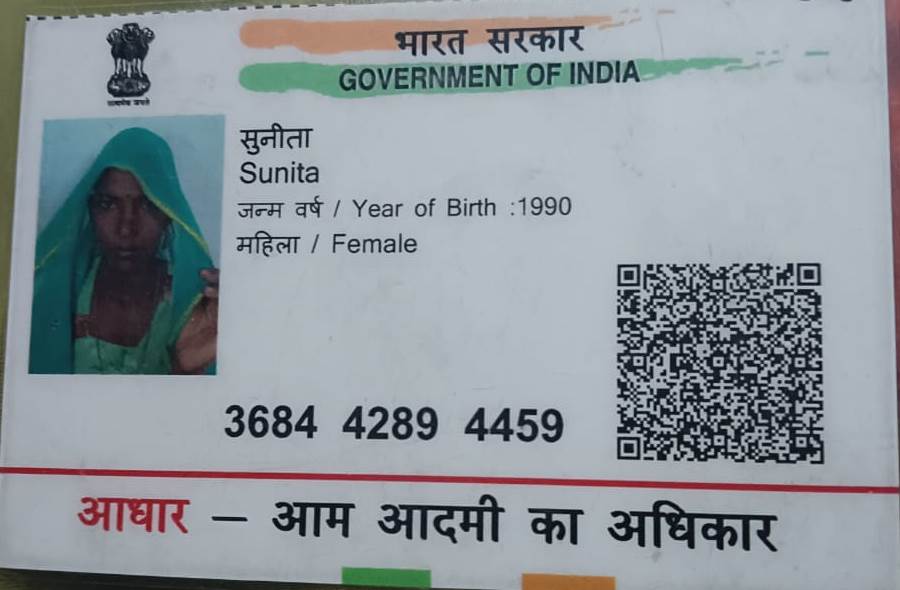 भारत सरकार
GOVERNMENT OF INDIA
सत्यमेव जयते
सुनीता
Sunita
जन्म वर्ष / Year of Birth :1990
महिला / Female
3684 4289 4459
आधार – आम आदमी का अधिकार